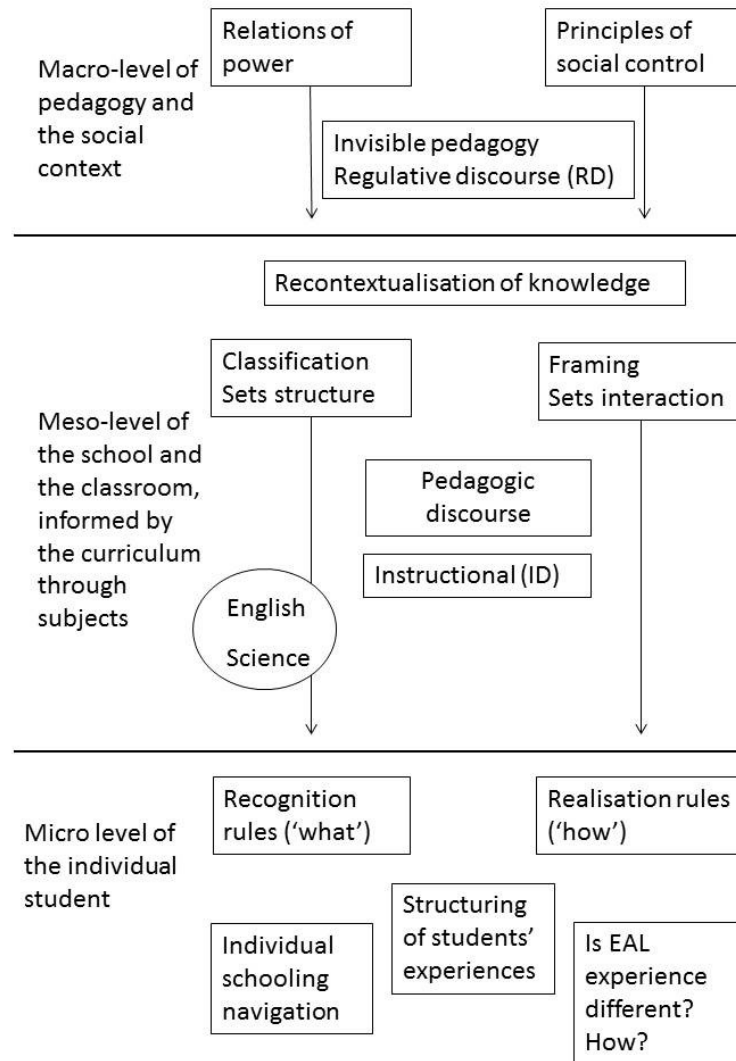 Relations of
power
Principles of
social control
Macro-level of
pedagogy and
the social
context
Invisible pedagogy
Regulative discourse (RD)
Recontextualisation of knowledge
Classification
Sets structure
Framing
Sets interaction
Meso-level of
the school and
the classroom,
informed by
the curriculum
through
subjects
Pedagogic
discourse
Instructional (ID)
English
Science
Recognition
rules (‘what’)
Realisation rules
(‘how’)
Micro level of
the individual
student
Structuring
of students’
experiences
Individual
schooling
navigation
Is EAL
experience
different?
How?